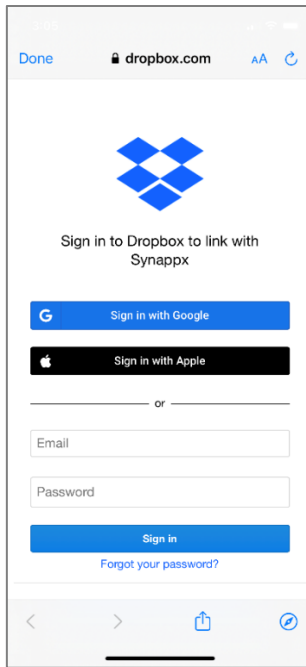 Done
dropbox.com
AA
Sign in to Dropbox to link with
Synappx
G Sign in with Google
Sign in with Apple
or
Email
Password
Sign in
Forgot your password?